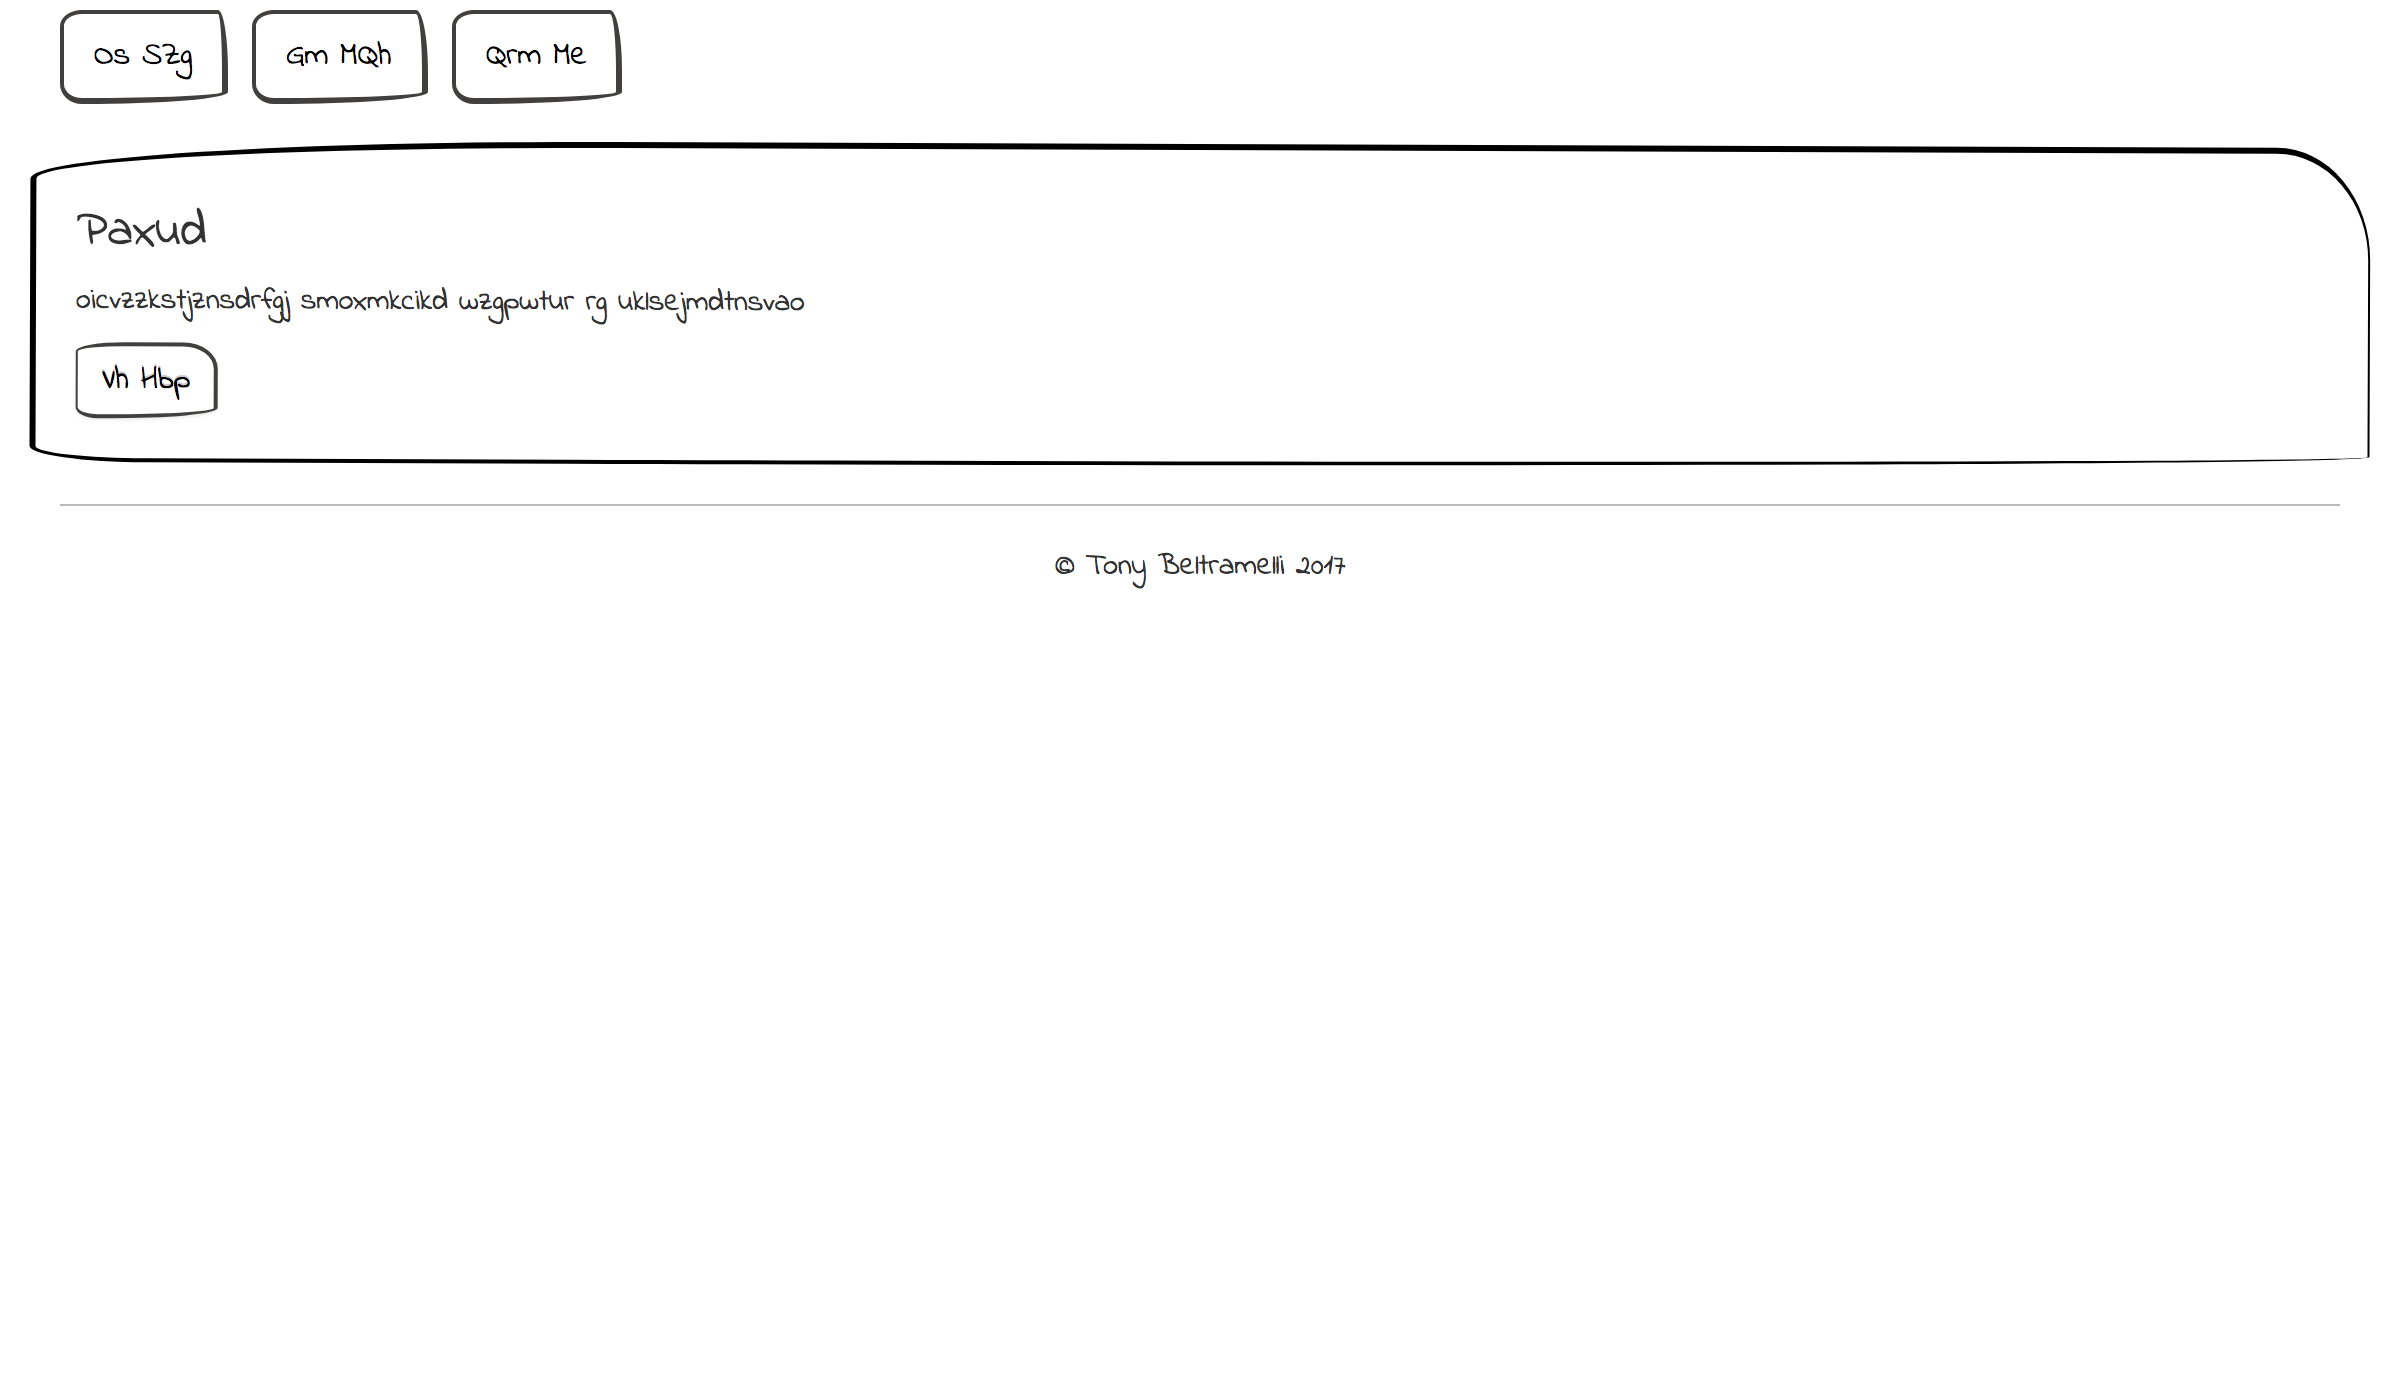 Os SZg
Gm MQh
Qrm Me
Paxud
oicvzzkstjznsdrfgj smoxmkcikd wzgpwtur rg uklsejmdtnsvao
Vh Hbp
© Tony Beltramelli 2017